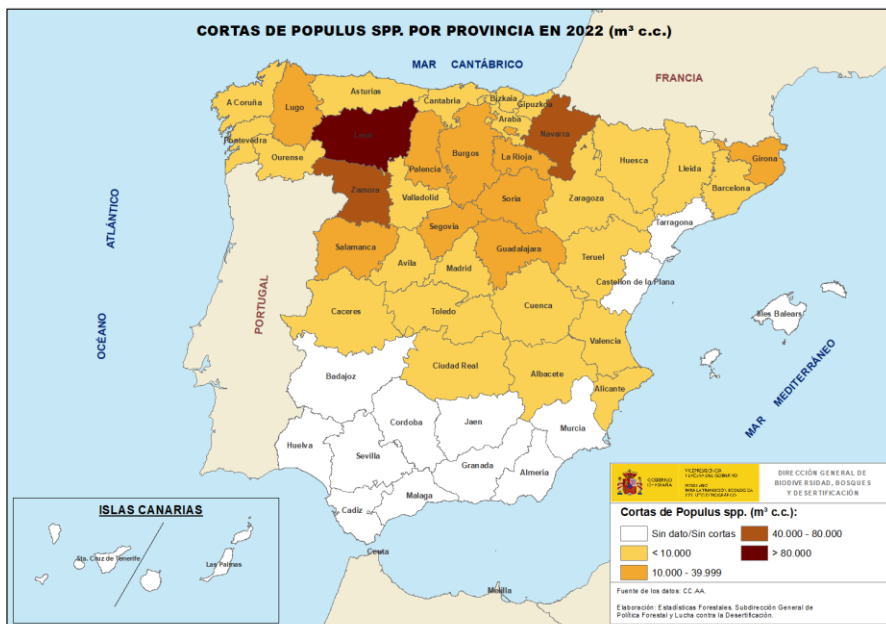 CORTAS DE POPULUS SPP. POR PROVINCIA EN 2022 (m³ c.c.)
MAR CANTÁBRICO
FRANCIA
OCÉANO ATLÁNTICO
PORTUGAL
MAR MEDITERRÁNEO
A Coruña
Lugo
Asturias
Cantabria
Bizkaia
Gipuzkoa
Araba
Navarra
Pontevedra
Ourense
León
Palencia
Burgos
La Rioja
Huesca
Lleida
Girona
Barcelona
Zamora
Valladolid
Soria
Zaragoza
Tarragona
Salamanca
Segovia
Guadalajara
Teruel
Avila
Madrid
Castellon de la Plana
Illes Balears
Caceres
Toledo
Cuenca
Valencia
Badajoz
Ciudad Real
Albacete
Alicante
Huelva
Cordoba
Jaen
Murcia
Sevilla
Granada
Almeria
Cadiz
Malaga
Ceuta
Melilla
ISLAS CANARIAS
Sta. Cruz de Tenerife
Las Palmas
GOBIERNO
DE ESPAÑA
DIRECCIÓN GENERAL DE
BIODIVERSIDAD, BOSQUES
Y DESERTIFICACIÓN
Cortas de Populus spp. (m³ c.c.):
Sin dato/Sin cortas
< 10.000
10.000 - 39.999
40.000 - 80.000
> 80.000
Fuente de los datos: CC.AA.
Elaboración: Estadísticas Forestales. Subdirección General de
Política Forestal y Lucha contra la Desertificación.